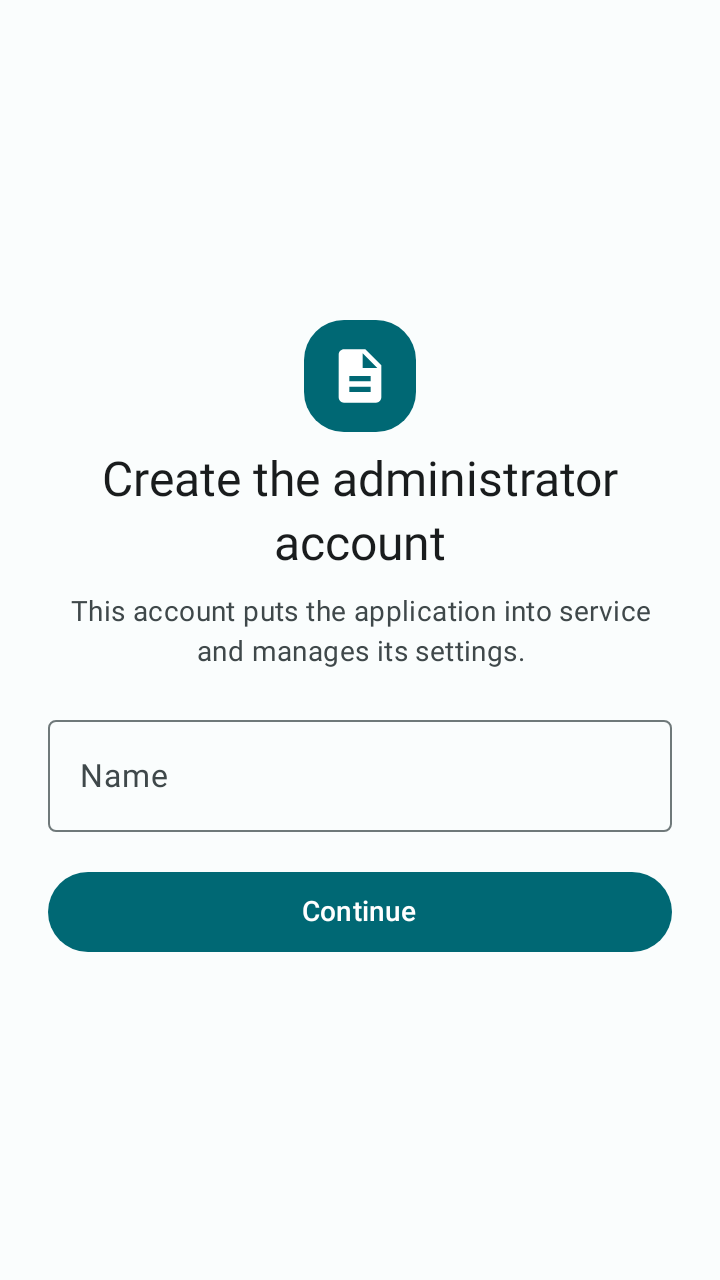 Create the administrator
account
This account puts the application into service
and manages its settings.
Name
Continue